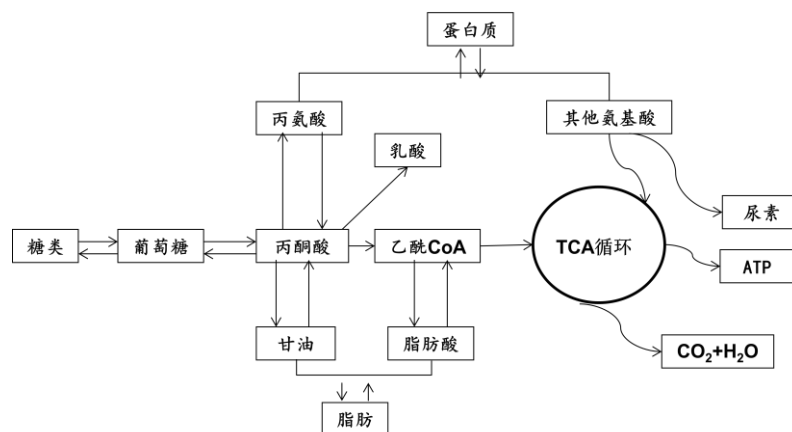 蛋白质
丙氨酸
其他氨基酸
乳酸
尿素
糖类
葡萄糖
丙酮酸
乙酰CoA
TCA循环
ATP
甘油
脂肪酸
CO₂+H₂O
脂肪